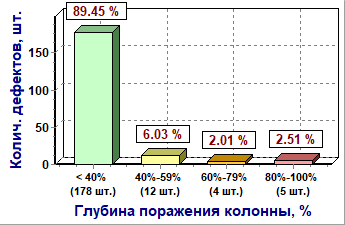 Колич. дефектов, шт.
150
100
50
0
89.45 %
6.03 %
2.01 %
2.51 %
< 40%
(178 шт.)
40%-59%
(12 шт.)
60%-79%
(4 шт.)
80%-100%
(5 шт.)
Глубина поражения колонны, %